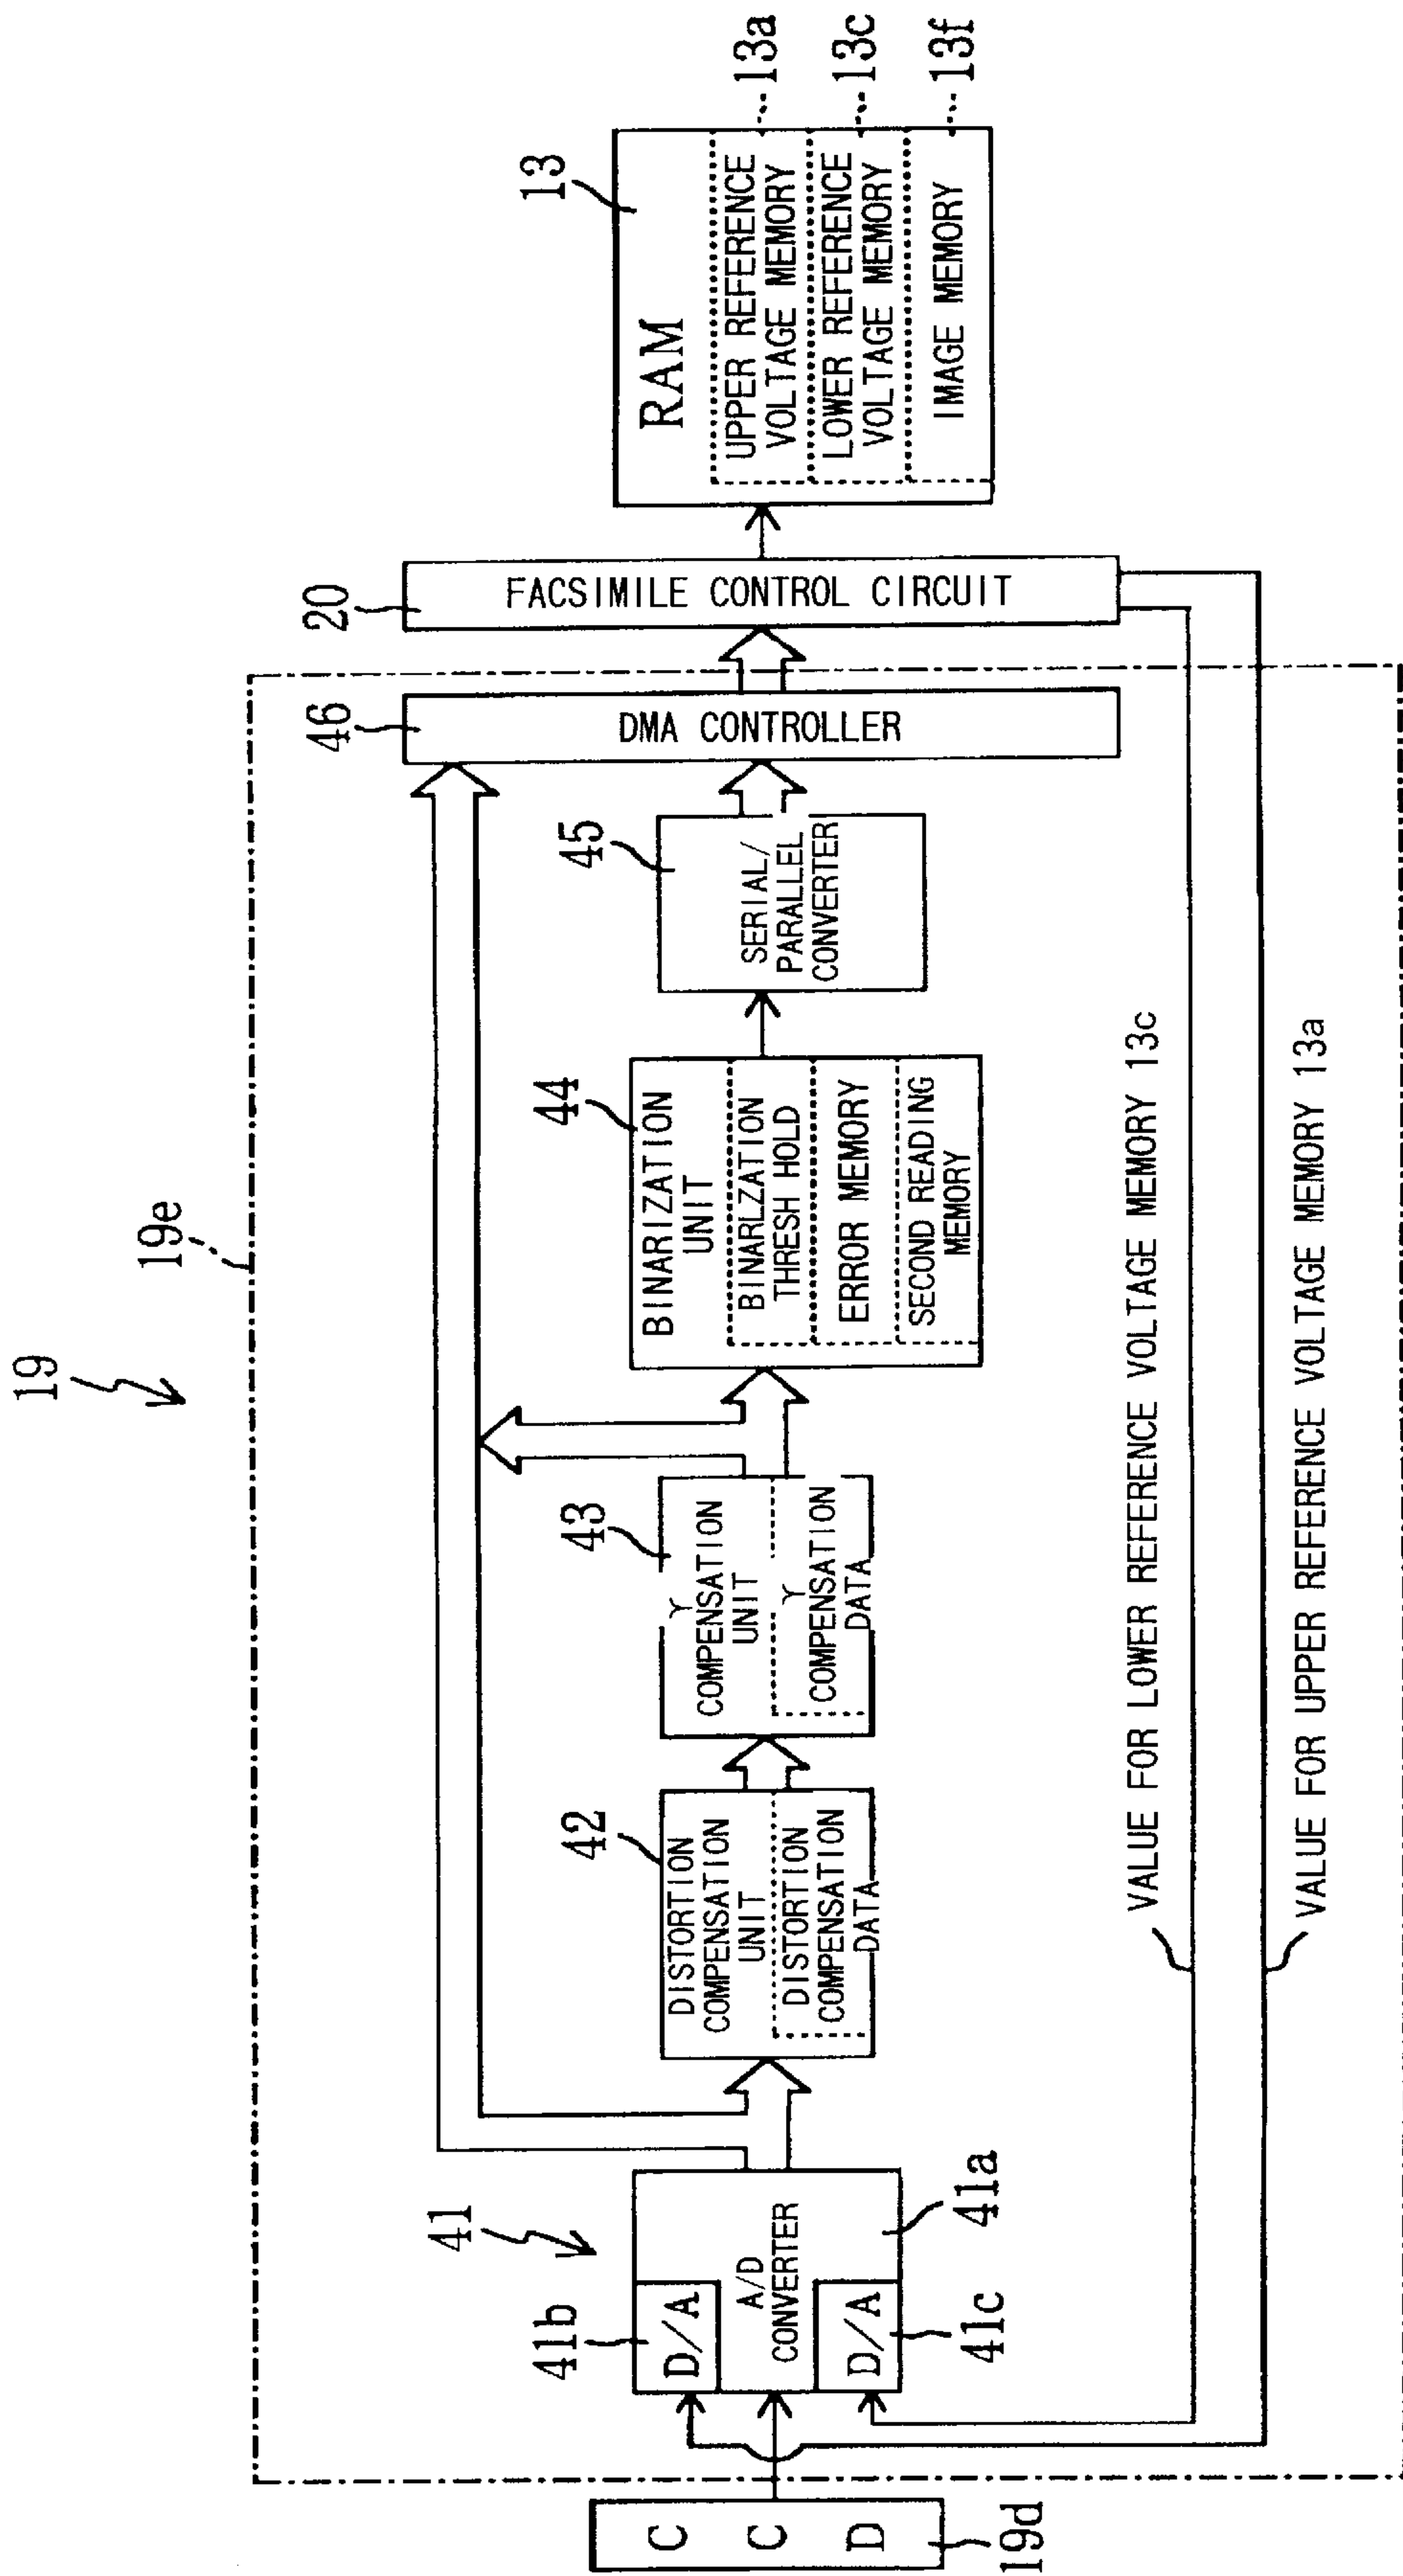 19
19e
20
FACSIMILE CONTROL CIRCUIT
46
DMA CONTROLLER
13
RAM
UPPER REFERENCE
VOLTAGE MEMORY
13a
LOWER REFERENCE
VOLTAGE MEMORY
13c
IMAGE MEMORY
13f
C
C
D
19d
41
41b
D/A
A/D
CONVERTER
D/A
41a
41c
42
DISTORTION
COMPENSATION
UNIT
DISTORTION
COMPENSATION
DATA
43
γ
COMPENSATION
UNIT
γ
COMPENSATION
DATA
44
BINARIZATION
UNIT
BINARLZATION
THRESH HOLD
ERROR MEMORY
SECOND READING
MEMORY
45
SERIAL/
PARALLEL
CONVERTER
VALUE FOR LOWER REFERENCE VOLTAGE MEMORY 13c
VALUE FOR UPPER REFERENCE VOLTAGE MEMORY 13a